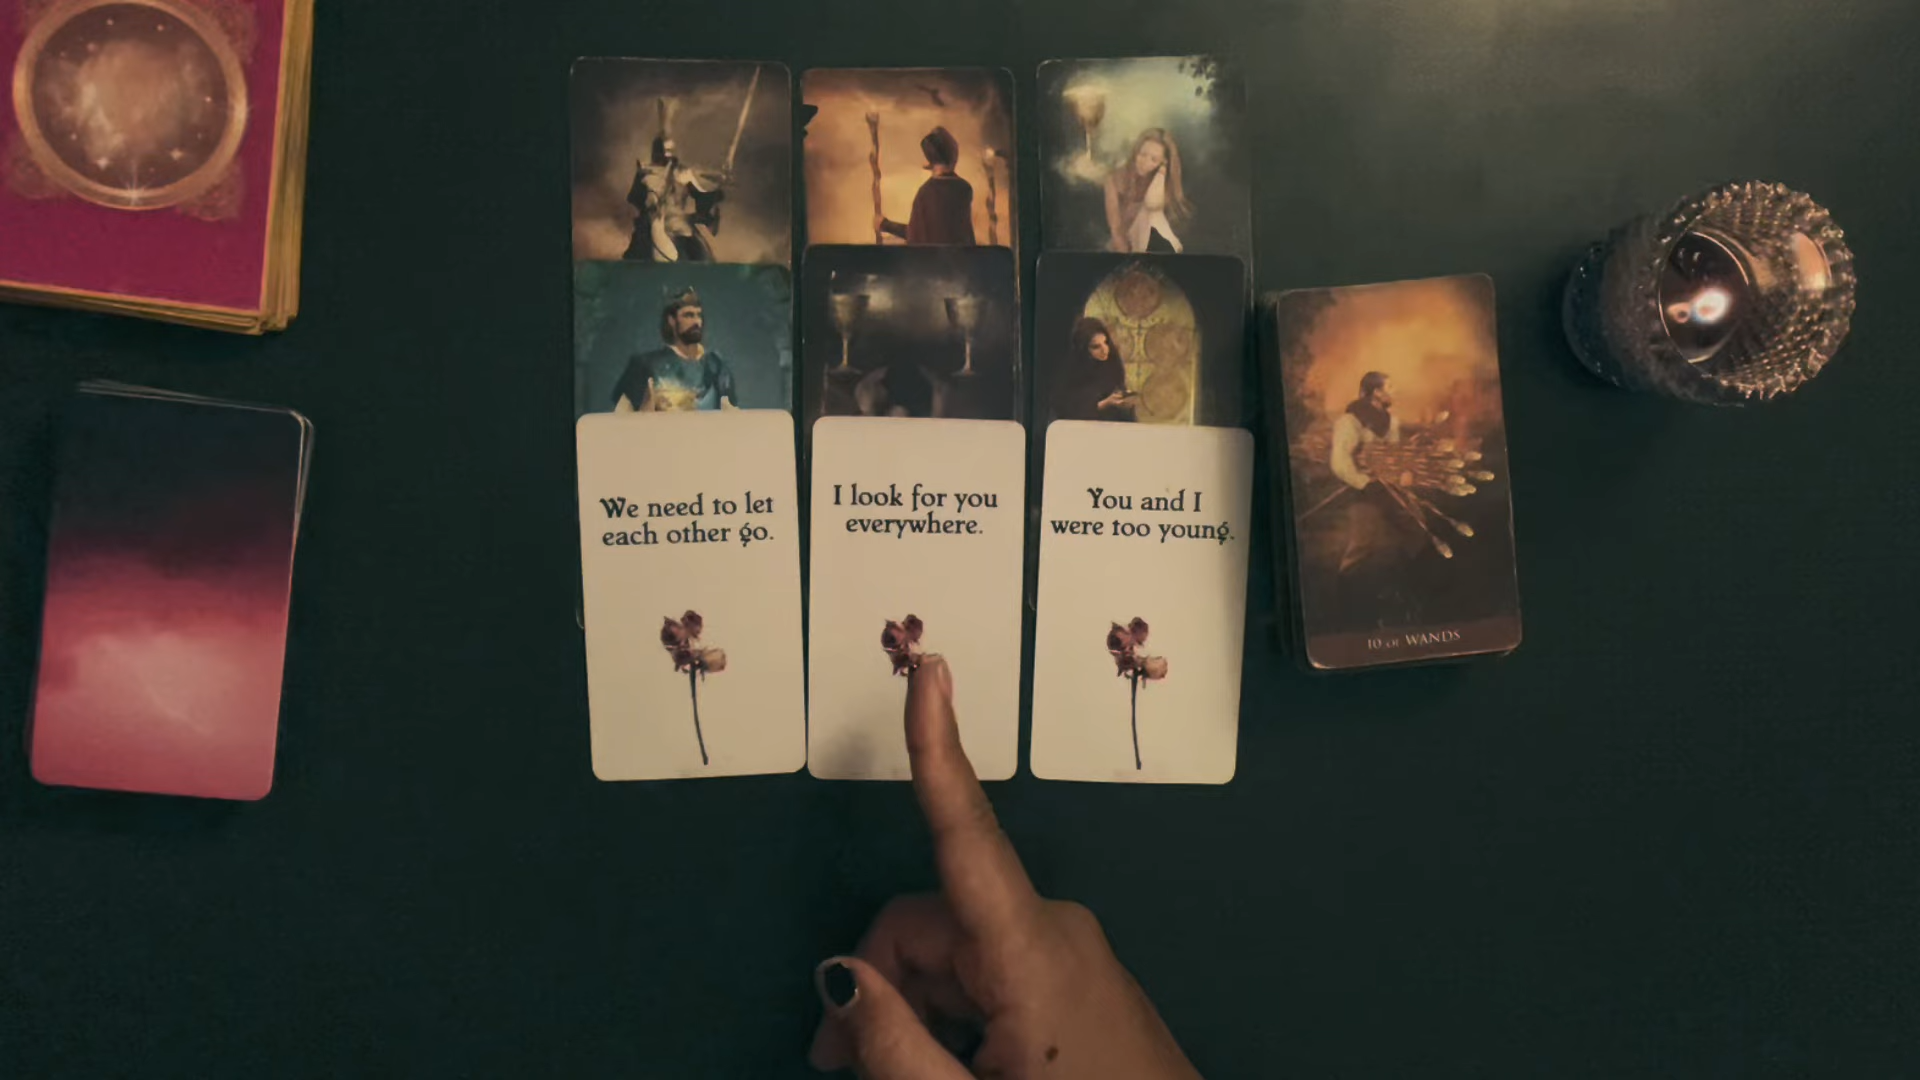 We need to let
each other go.
I look for you
everywhere.
You and I
were too young.
10 OF WANDS